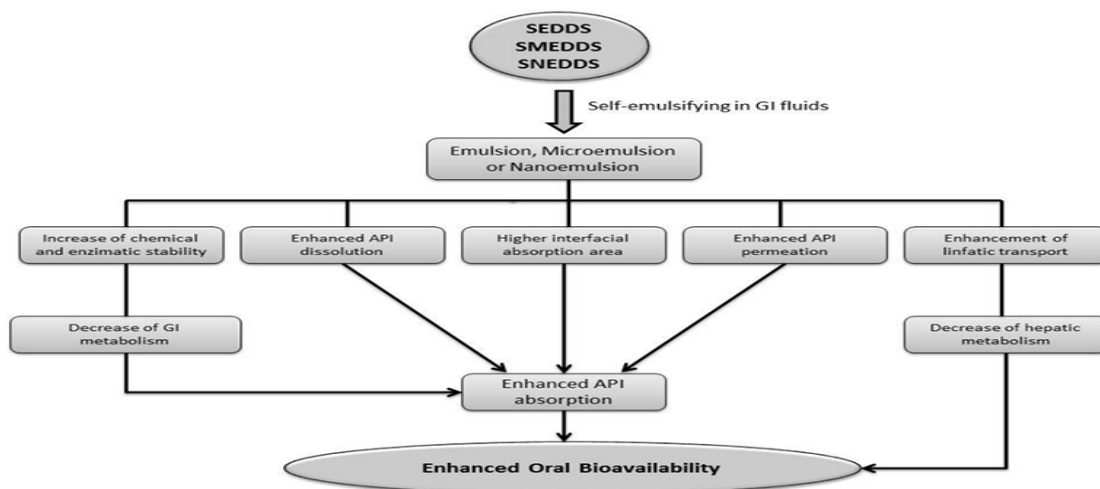 SEDDS
SMEDDS
SNEDDS
Self-emulsifying in GI fluids
Emulsion, Microemulsion
or Nanoemulsion
Increase of chemical
and enzimatic stability
Enhanced API
dissolution
Higher interfacial
absorption area
Enhanced API
permeation
Enhancement of
linfatic transport
Decrease of GI
metabolism
Decrease of hepatic
metabolism
Enhanced API
absorption
Enhanced Oral Bioavailability